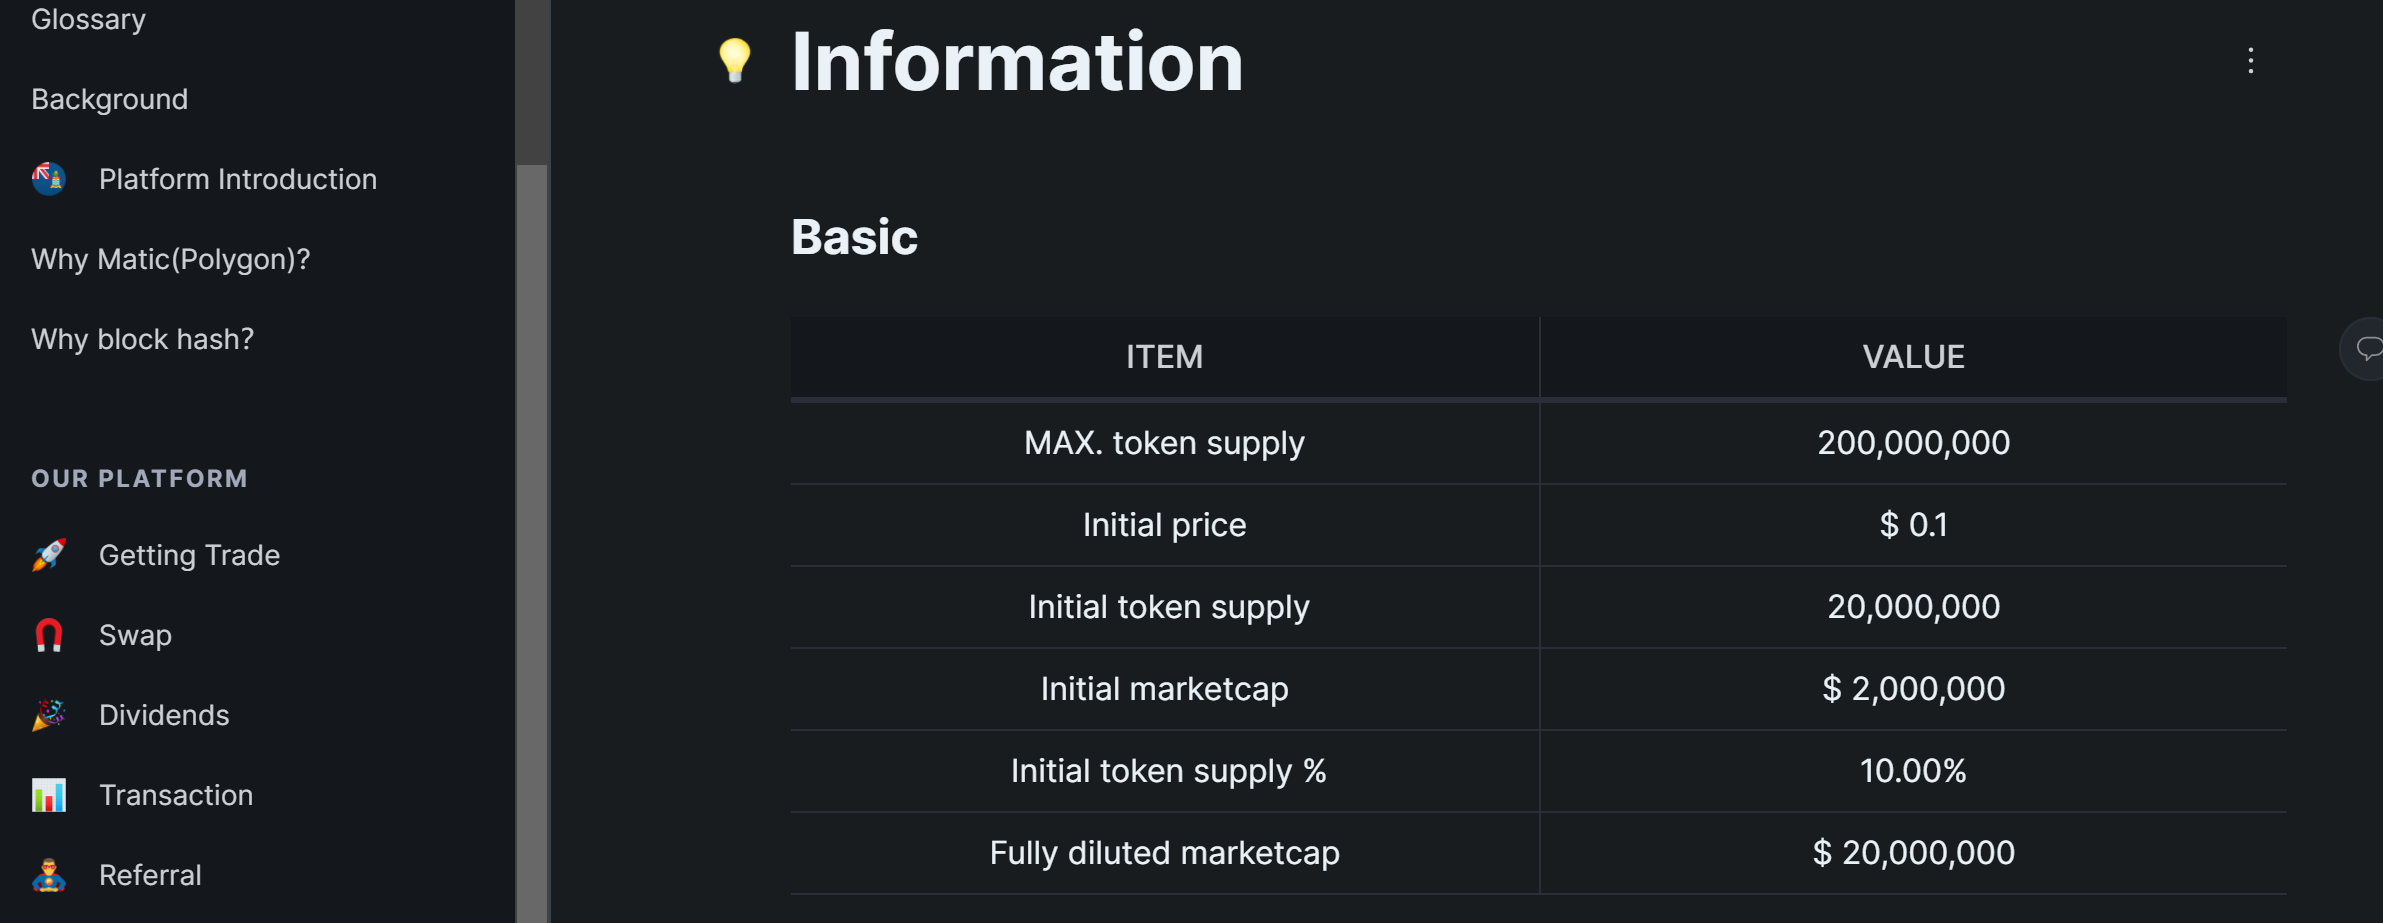 Glossary
Background
Platform Introduction
Why Matic(Polygon)?
Why block hash?
OUR PLATFORM
Getting Trade
Swap
Dividends
Transaction
Referral
Information
Basic
ITEM VALUE
MAX. token supply 200,000,000
Initial price $ 0.1
Initial token supply 20,000,000
Initial marketcap $ 2,000,000
Initial token supply % 10.00%
Fully diluted marketcap $ 20,000,000